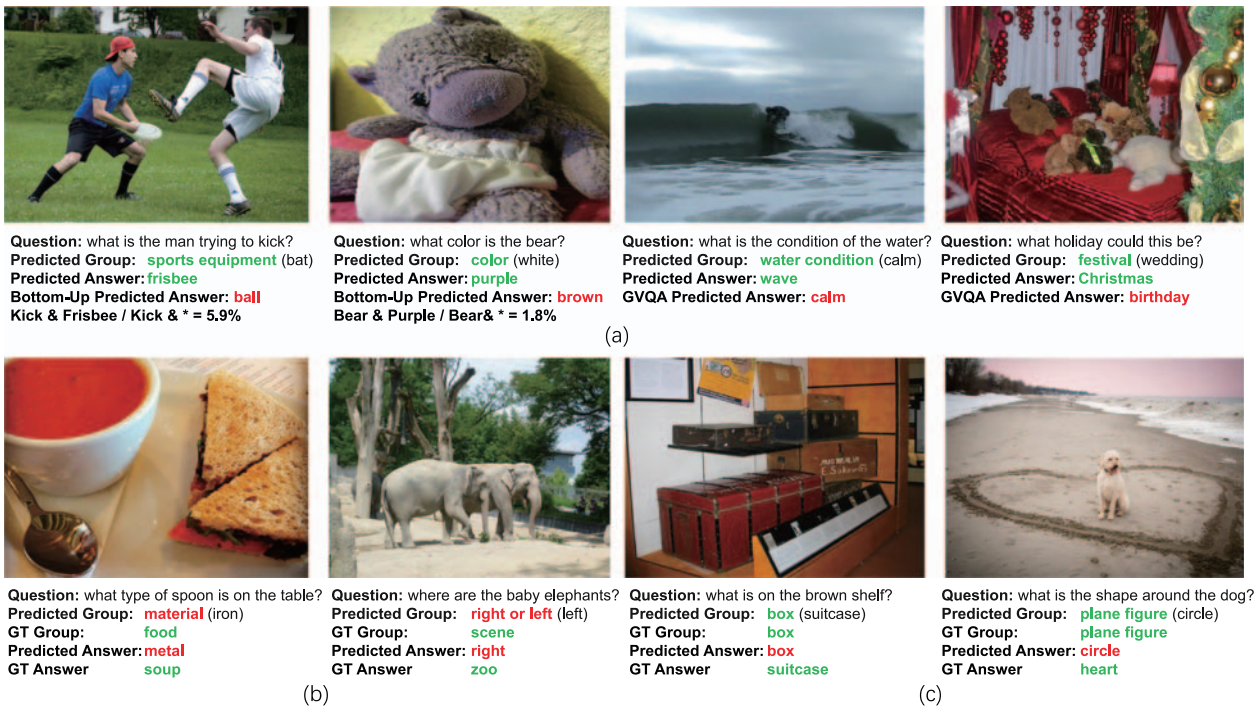 Question: what is the man trying to kick?
Predicted Group: sports equipment (bat)
Predicted Answer: frisbee
Bottom-Up Predicted Answer: ball
Kick & Frisbee / Kick & * = 5.9%
Question: what color is the bear?
Predicted Group: color (white)
Predicted Answer: purple
Bottom-Up Predicted Answer: brown
Bear & Purple / Bear& * = 1.8%
Question: what is the condition of the water?
Predicted Group: water condition (calm)
Predicted Answer: wave
GVQA Predicted Answer: calm
Question: what holiday could this be?
Predicted Group: festival (wedding)
Predicted Answer: Christmas
GVQA Predicted Answer: birthday
(a)
AUSTRALIA
Question: what type of spoon is on the table?
Predicted Group: material (iron)
GT Group: food
Predicted Answer: metal
GT Answer soup
Question: where are the baby elephants?
Predicted Group: right or left (left)
GT Group: scene
Predicted Answer: right
GT Answer zoo
Question: what is on the brown shelf?
Predicted Group: box (suitcase)
GT Group: box
Predicted Answer: box
GT Answer suitcase
Question: what is the shape around the dog?
Predicted Group: plane figure (circle)
GT Group: plane figure
Predicted Answer: circle
GT Answer heart
(b)
(c)